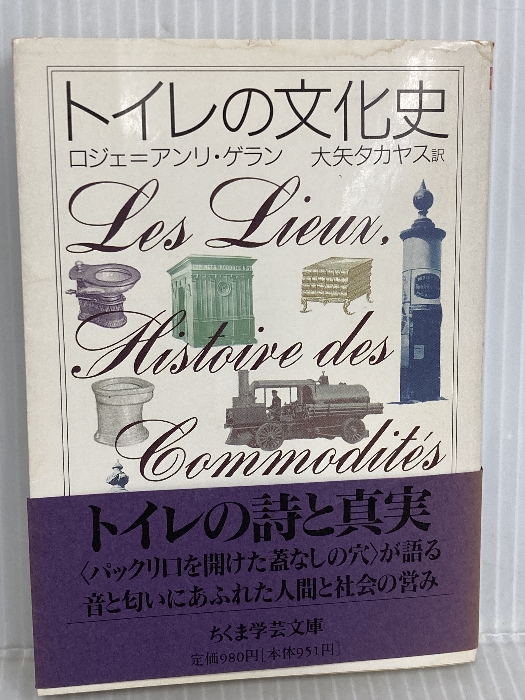 トイレの文化史
ロジェ＝アンリ・ゲラン 大矢タカヤス訳
Les Lieux,
Histoire des
Commodités
トイレの詩と真実
〈パックリ口を開けた蓋なしの穴〉が語る
音と匂いにあふれた人間と社会の営み
ちくま学芸文庫
定価980円[本体951円]